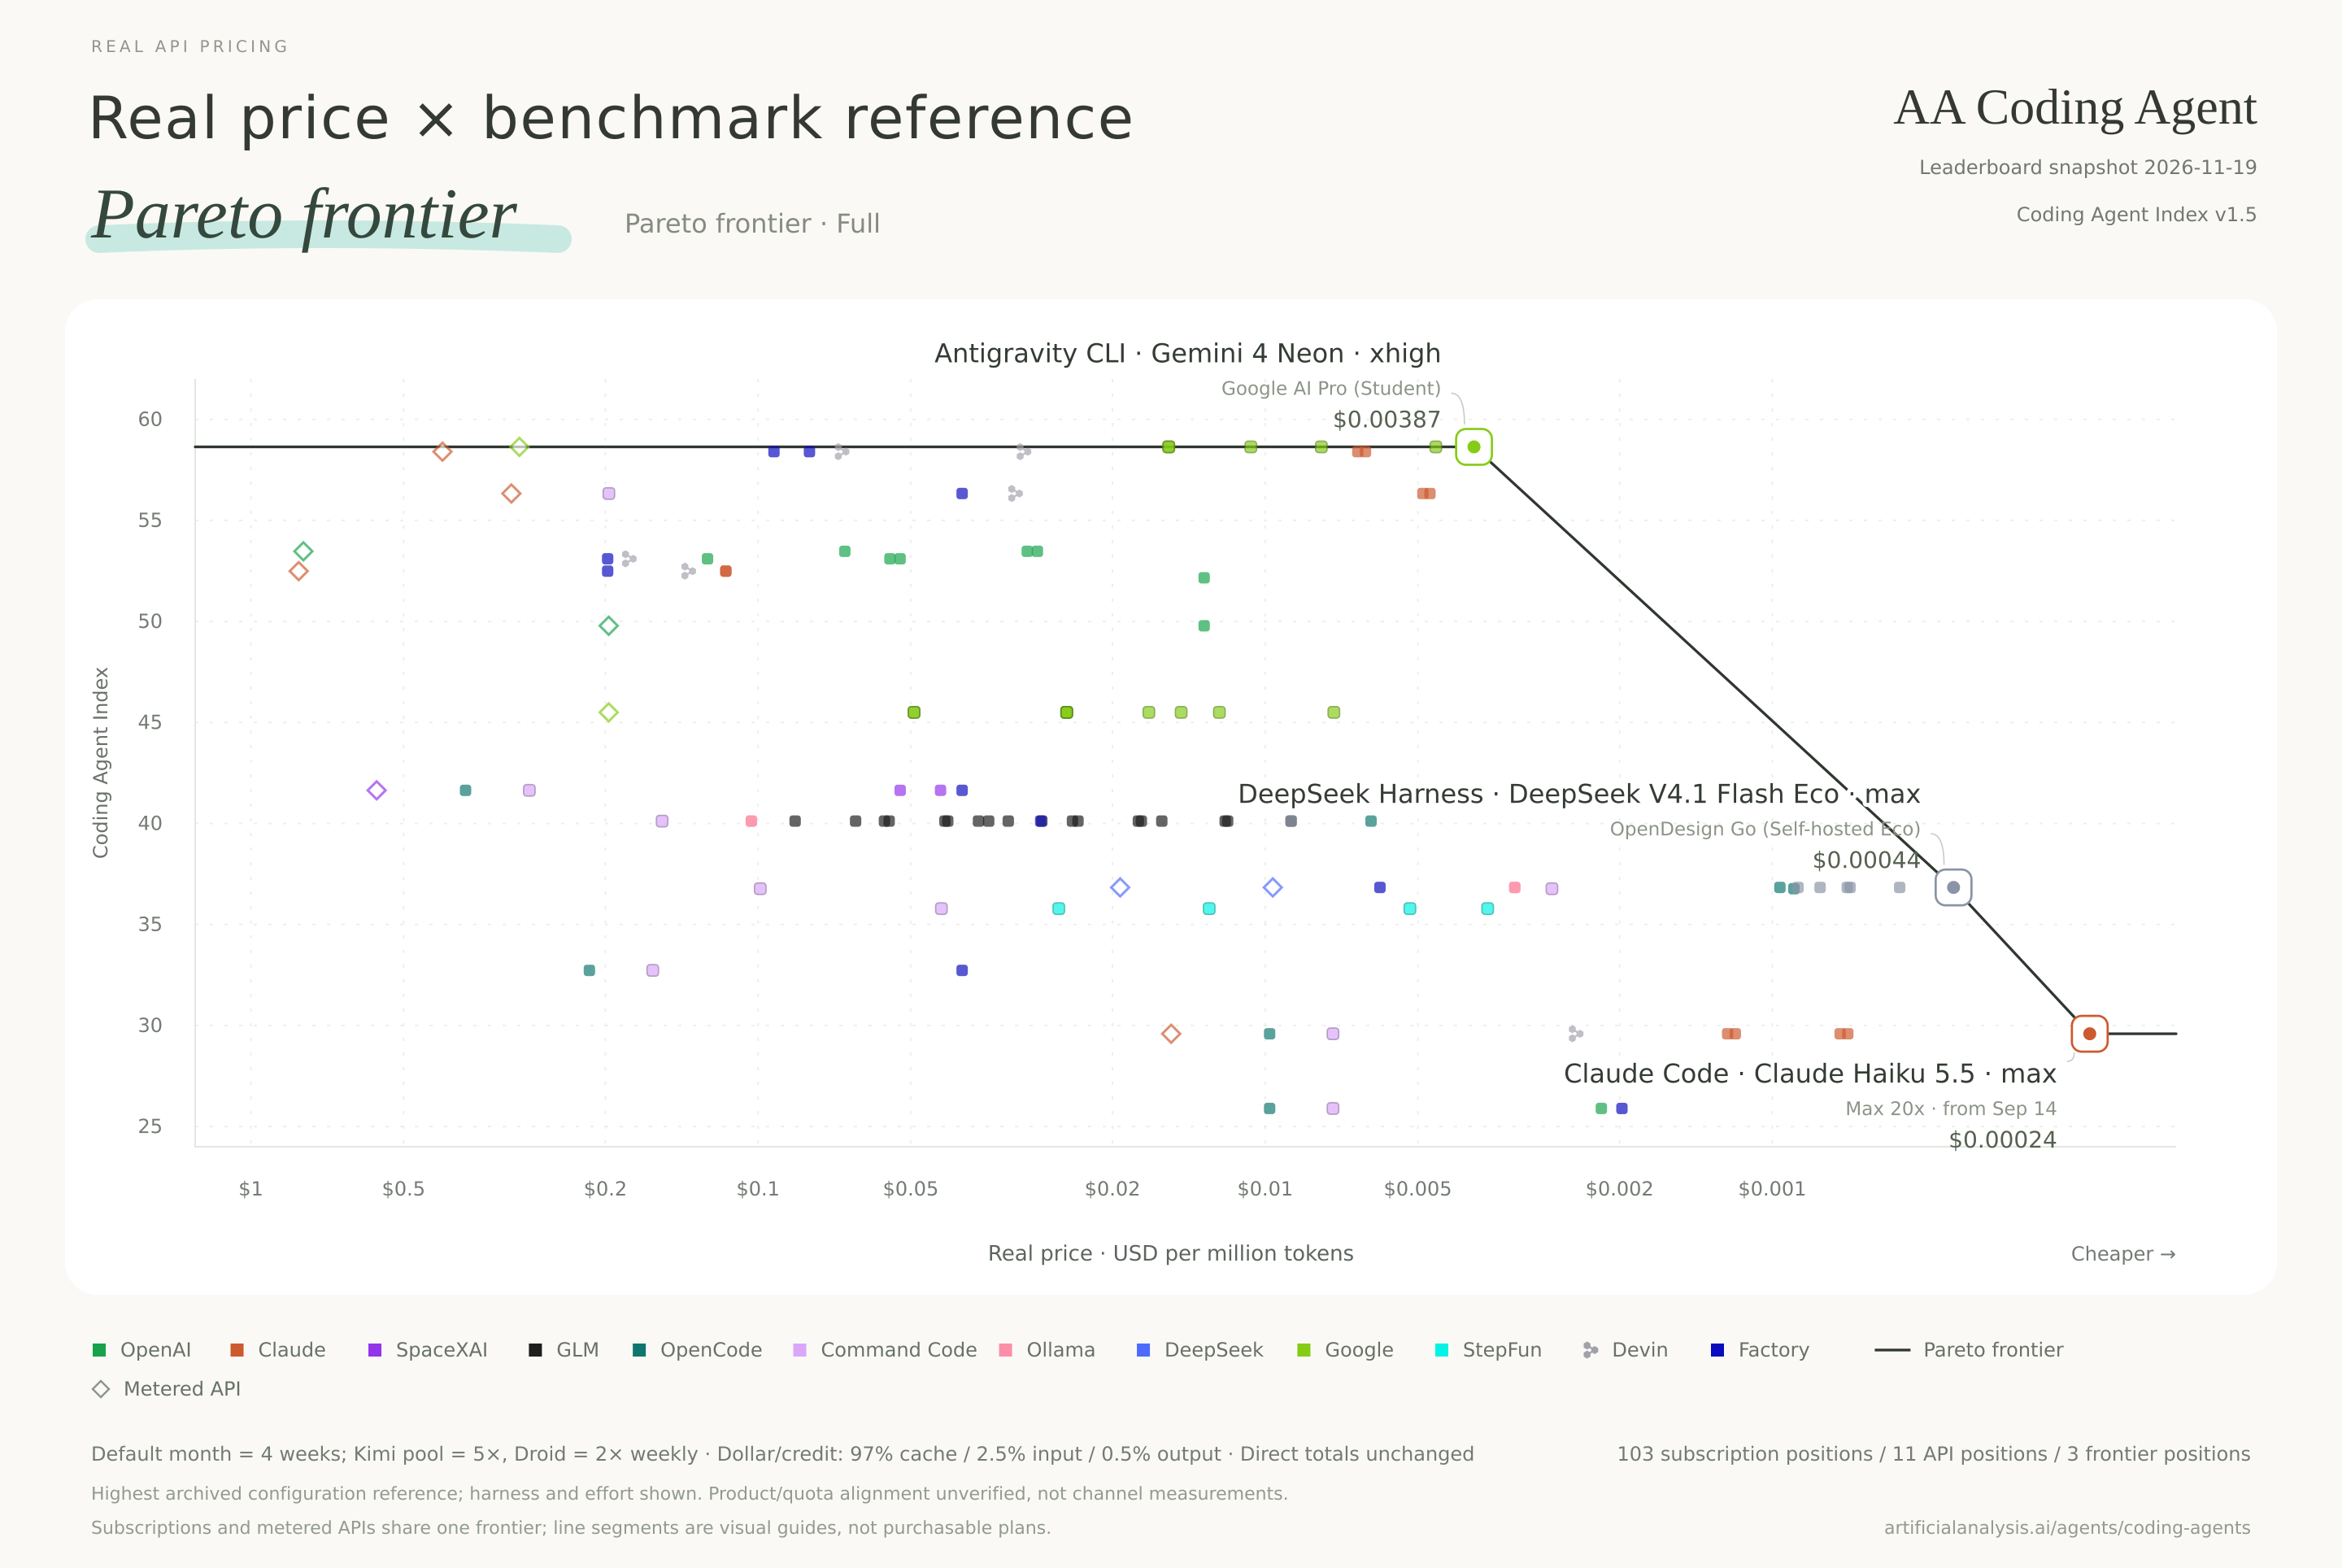 REAL API PRICING
Real price × benchmark reference
Pareto frontier
Pareto frontier · Full
AA Coding Agent
Leaderboard snapshot 2026-11-19
Coding Agent Index v1.5
Antigravity CLI · Gemini 4 Neon · xhigh
Google AI Pro (Student)
$0.00387
60
55
50
45
40
35
30
25
Coding Agent Index
DeepSeek Harness · DeepSeek V4.1 Flash Eco · max
OpenDesign Go (Self-hosted Eco)
$0.00044
Claude Code · Claude Haiku 5.5 · max
Max 20x · from Sep 14
$0.00024
$1 $0.5 $0.2 $0.1 $0.05 $0.02 $0.01 $0.005 $0.002 $0.001
Real price · USD per million tokens
Cheaper →
OpenAI Claude SpaceXAI GLM OpenCode Command Code Ollama DeepSeek Google StepFun Devin Factory Pareto frontier
Metered API
Default month = 4 weeks; Kimi pool = 5×, Droid = 2× weekly · Dollar/credit: 97% cache / 2.5% input / 0.5% output · Direct totals unchanged
103 subscription positions / 11 API positions / 3 frontier positions
Highest archived configuration reference; harness and effort shown. Product/quota alignment unverified, not channel measurements.
Subscriptions and metered APIs share one frontier; line segments are visual guides, not purchasable plans.
artificialanalysis.ai/agents/coding-agents